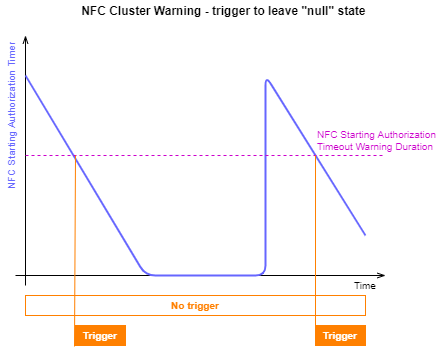 NFC Cluster Warning - trigger to leave "null" state
NFC Starting Authorization Timer
NFC Starting Authorization
Timeout Warning Duration
Time
No trigger
Trigger
Trigger